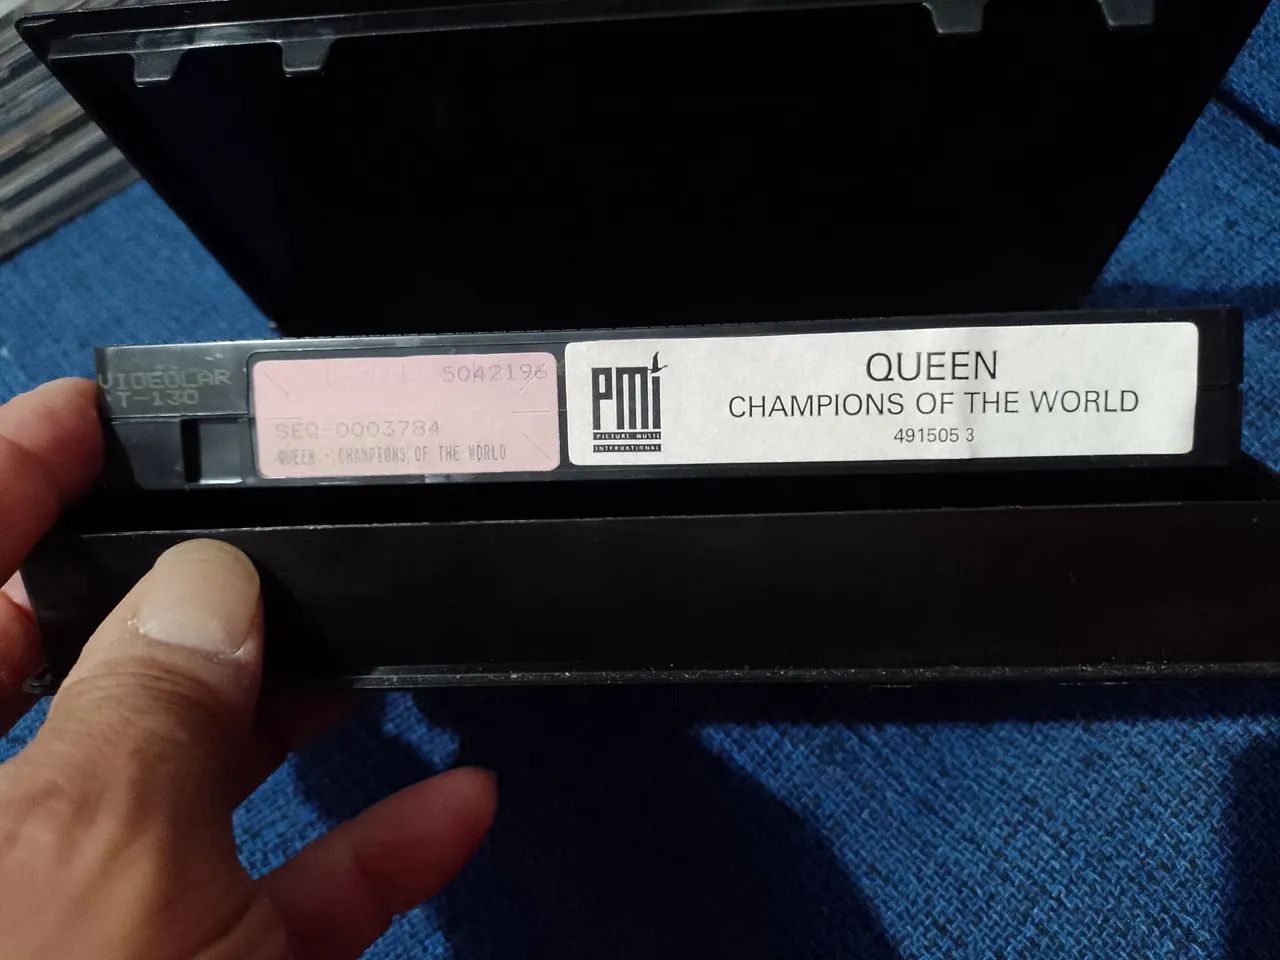 VIDEOLAR
T-130
5042196
SEQ-0003784
QUEEN - CHAMPIONS OF THE WORLD
PMI
PICTURE MUSIC
INTERNATIONAL
QUEEN
CHAMPIONS OF THE WORLD
491505 3